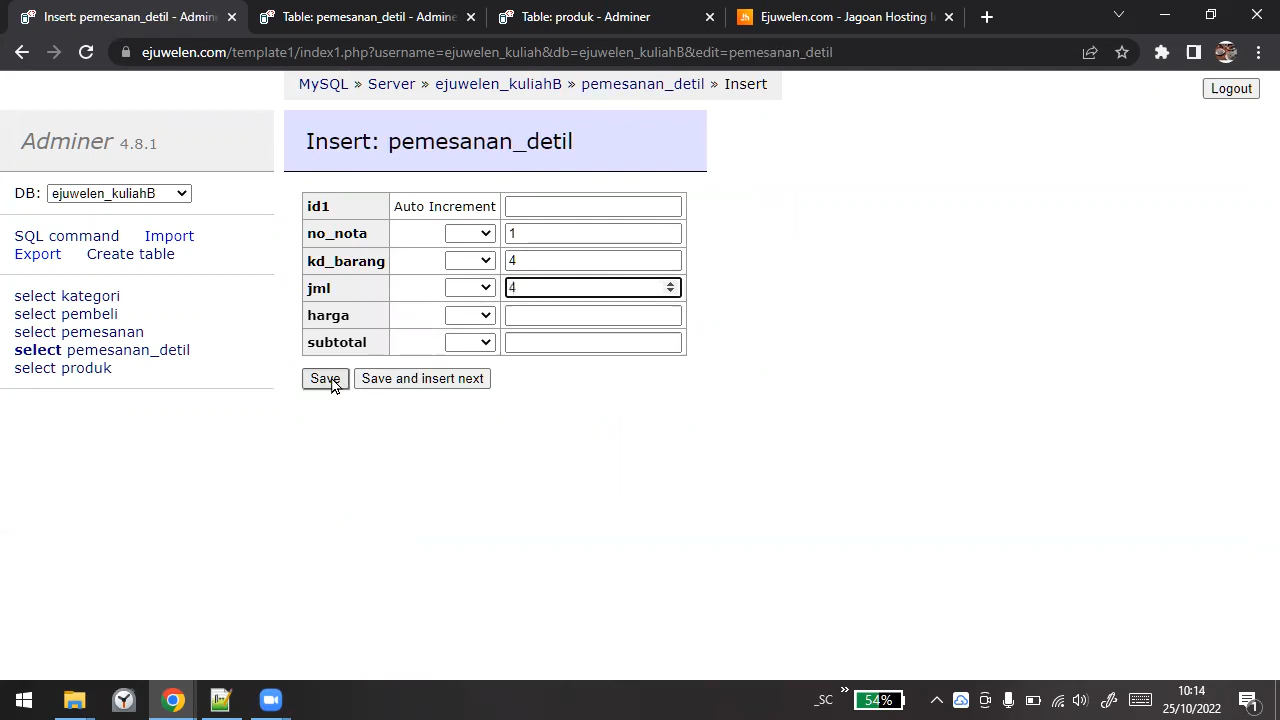 Insert: pemesanan_detil - Admine
Table: pemesanan_detil - Admine
Table: produk - Adminer
Ejuwelen.com - Jagoan Hosting I
ejuwelen.com/template1/index1.php?username=ejuwelen_kuliah&db=ejuwelen_kuliahB&edit=pemesanan_detil
MySQL » Server » ejuwelen_kuliahB » pemesanan_detil » Insert
Logout
Adminer 4.8.1
Insert: pemesanan_detil
DB: ejuwelen_kuliahB
SQL command Import
Export Create table
select kategori
select pembeli
select pemesanan
select pemesanan_detil
select produk
id1 Auto Increment
no_nota 1
kd_barang 4
jml 4
harga
subtotal
Save Save and insert next
_SC
54%
10:14
25/10/2022
1